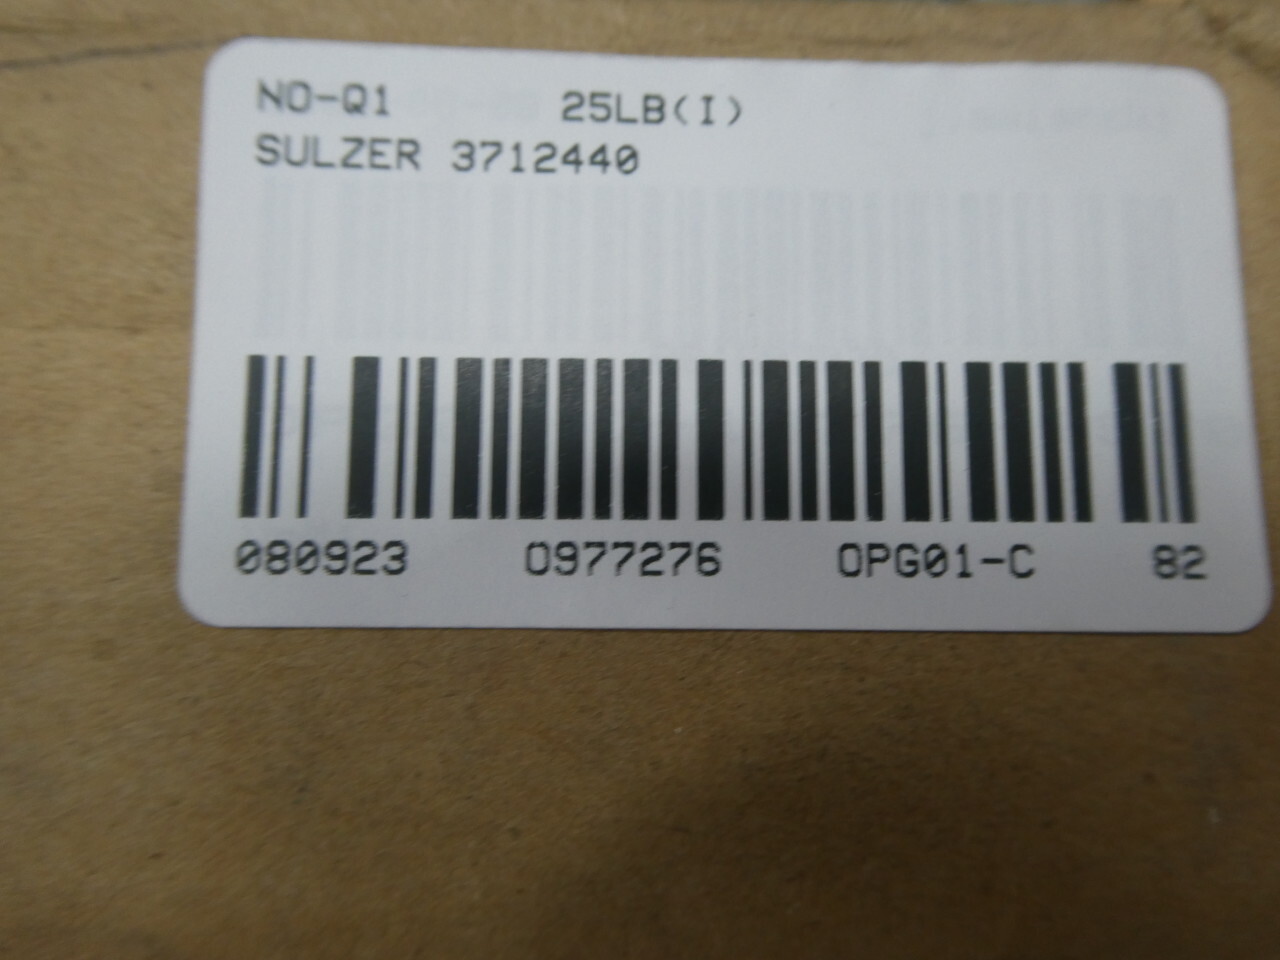 NO-Q1 25LB(I)
SULZER 3712440
080923 0977276 OPG01-C 82